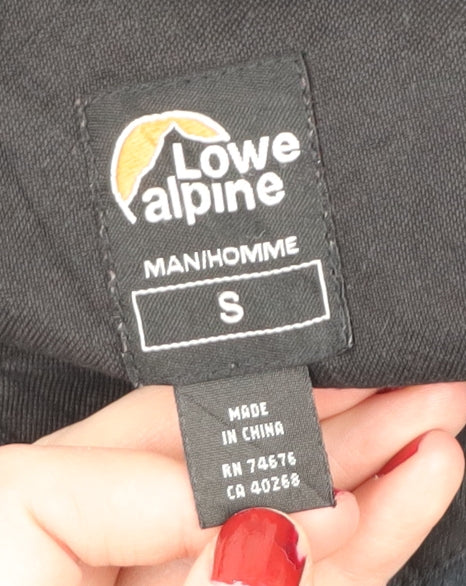 Lowe
alpine
MAN/HOMME
S
MADE
IN CHINA
RN 74676
CA 40268